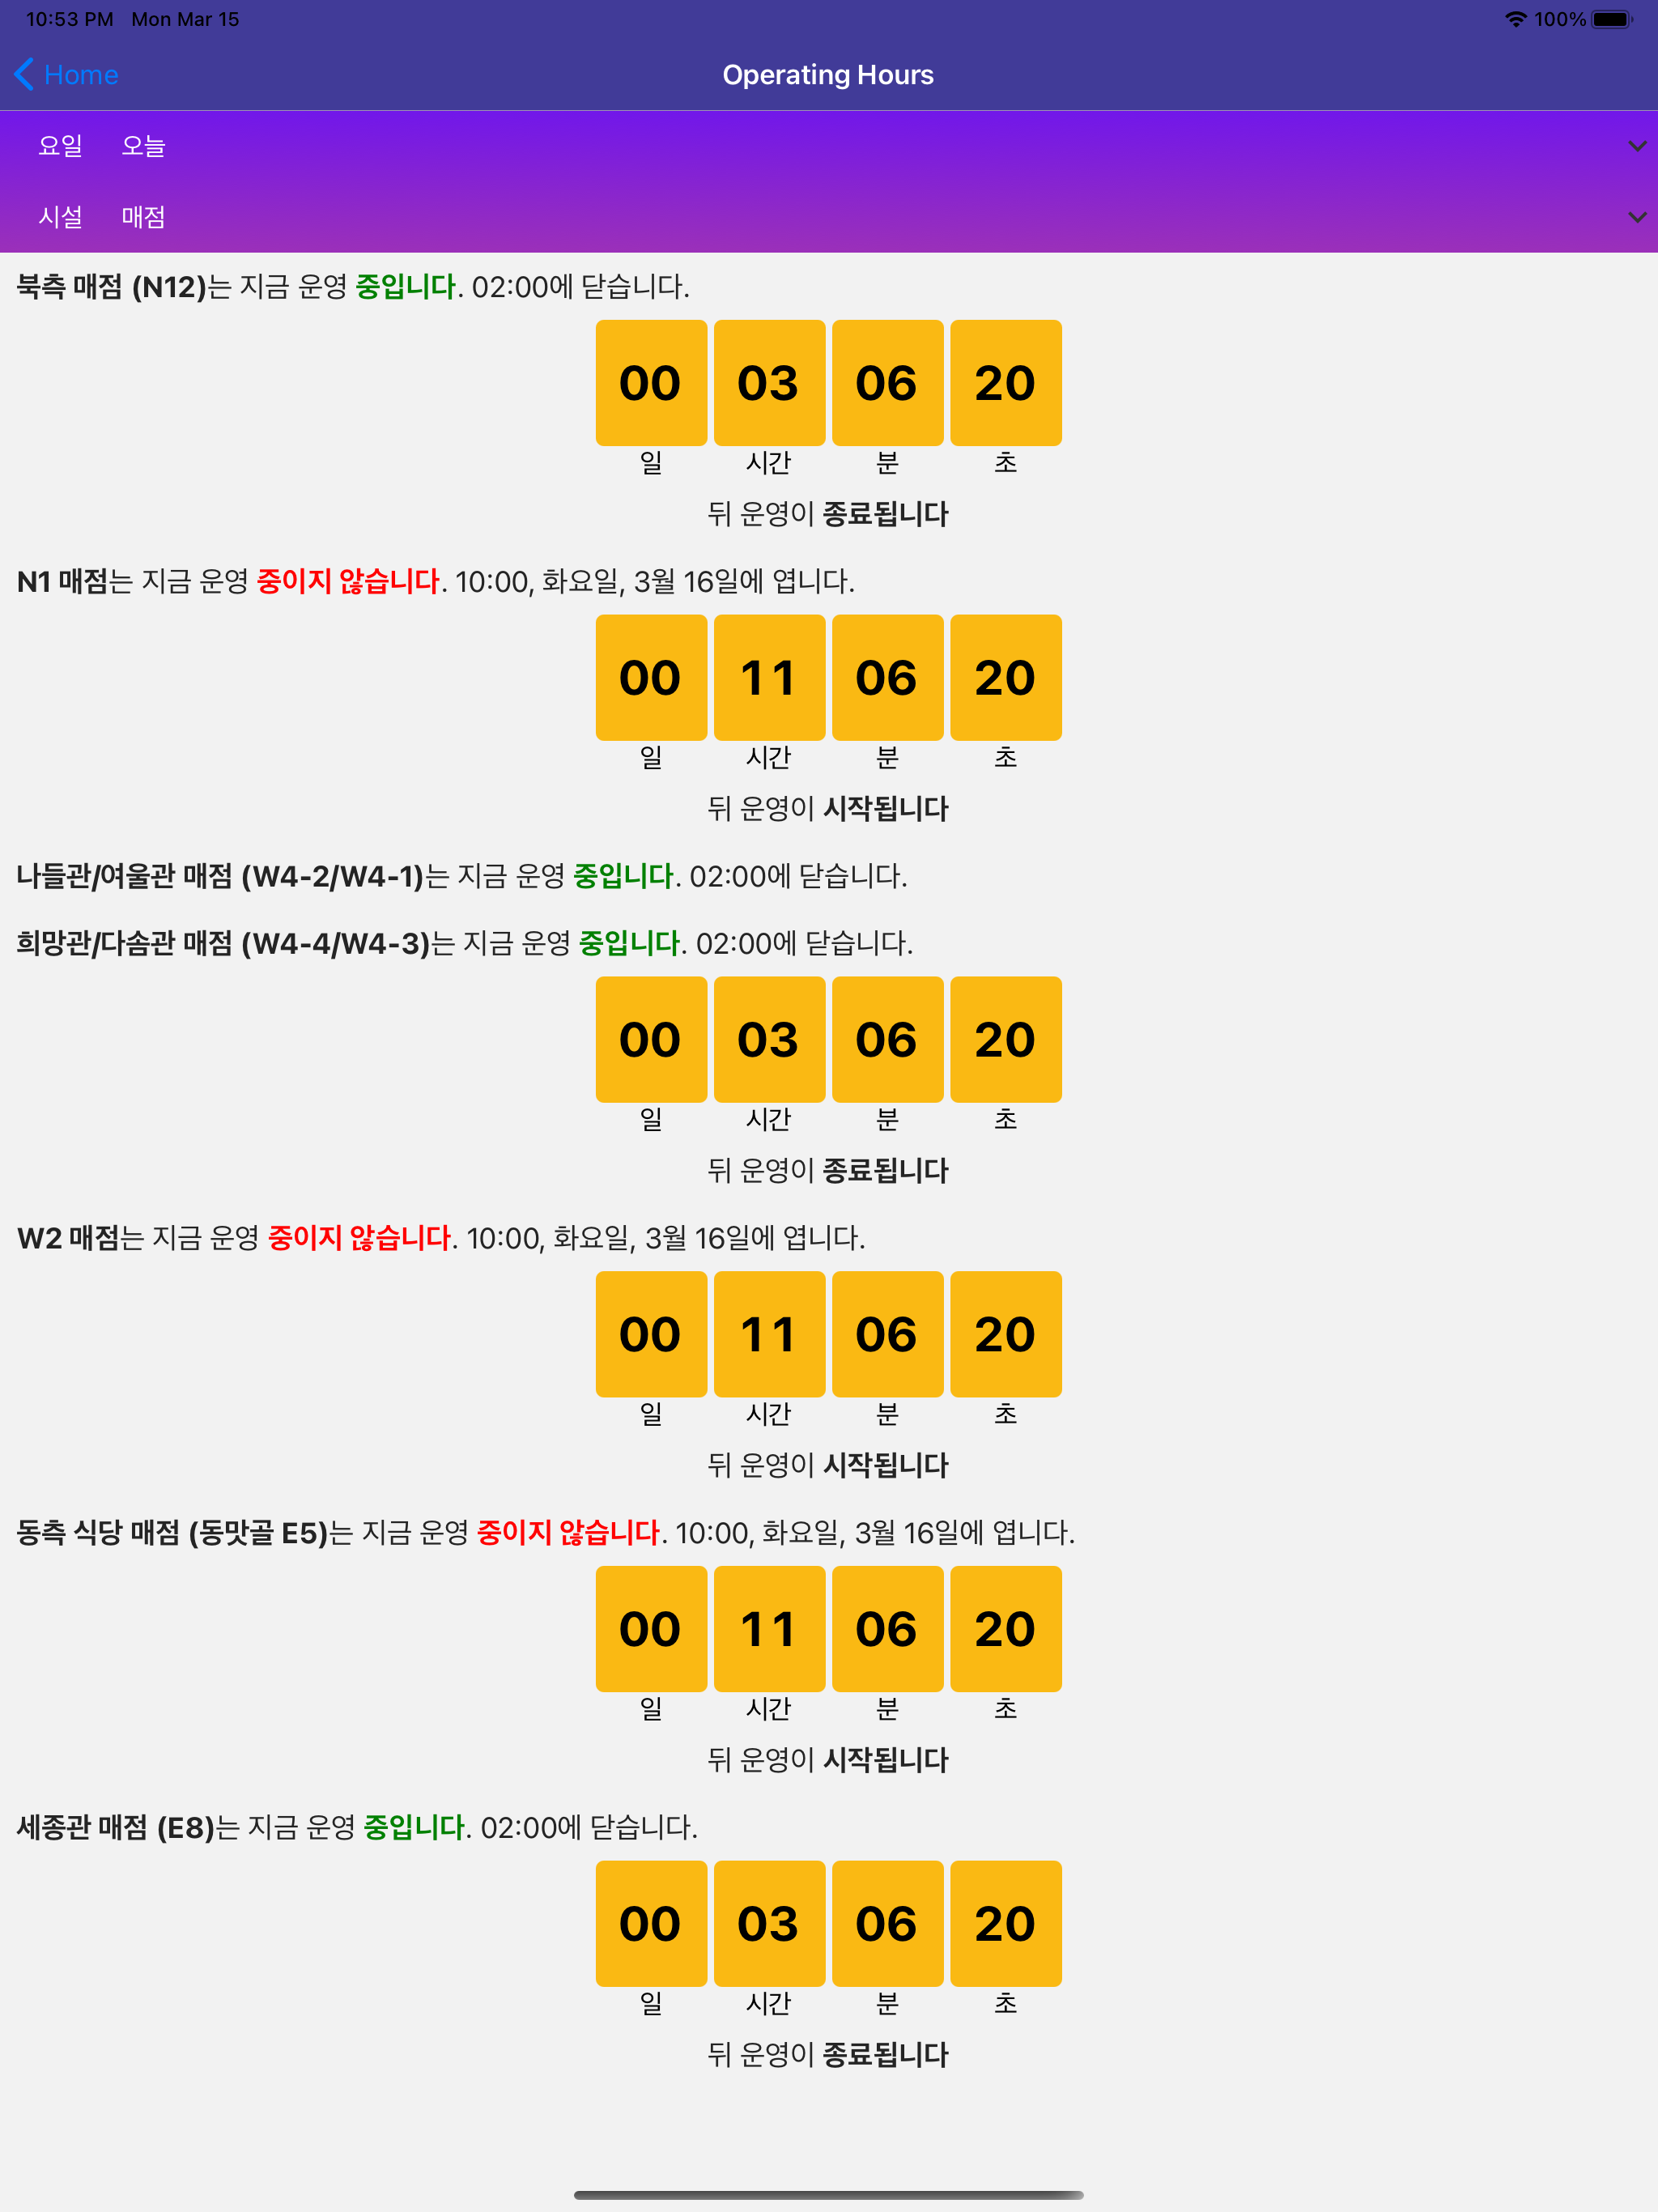 10:53 PM Mon Mar 15 100%
Home Operating Hours
요일 오늘
시설 매점
북측 매점 (N12)는 지금 운영 중입니다. 02:00에 닫습니다.
00 03 06 20
일 시간 분 초
뒤 운영이 종료됩니다
N1 매점는 지금 운영 중이지 않습니다. 10:00, 화요일, 3월 16일에 엽니다.
00 11 06 20
일 시간 분 초
뒤 운영이 시작됩니다
나들관/여울관 매점 (W4-2/W4-1)는 지금 운영 중입니다. 02:00에 닫습니다.
희망관/다솜관 매점 (W4-4/W4-3)는 지금 운영 중입니다. 02:00에 닫습니다.
00 03 06 20
일 시간 분 초
뒤 운영이 종료됩니다
W2 매점는 지금 운영 중이지 않습니다. 10:00, 화요일, 3월 16일에 엽니다.
00 11 06 20
일 시간 분 초
뒤 운영이 시작됩니다
동측 식당 매점 (동맛골 E5)는 지금 운영 중이지 않습니다. 10:00, 화요일, 3월 16일에 엽니다.
00 11 06 20
일 시간 분 초
뒤 운영이 시작됩니다
세종관 매점 (E8)는 지금 운영 중입니다. 02:00에 닫습니다.
00 03 06 20
일 시간 분 초
뒤 운영이 종료됩니다